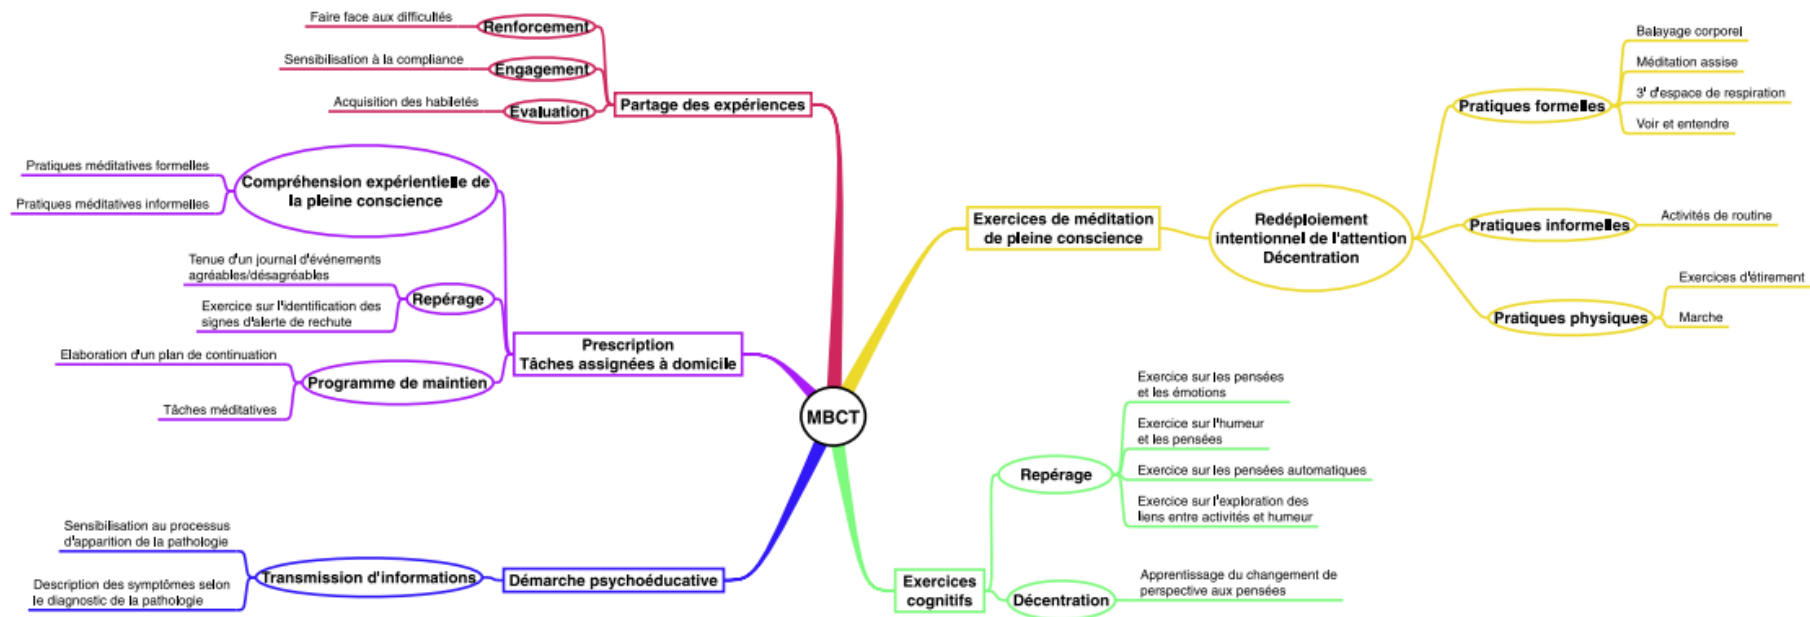 MBCT
Partage des expériences
Renforcement
Faire face aux difficultés
Engagement
Sensibilisation à la compliance
Evaluation
Acquisition des habiletés
Prescription
Tâches assignées à domicile
Compréhension expérientielle de
la pleine conscience
Pratiques méditatives formelles
Pratiques méditatives informelles
Repérage
Tenue d'un journal d'événements
agréables/désagréables
Exercice sur l'identification des
signes d'alerte de rechute
Programme de maintien
Elaboration d'un plan de continuation
Tâches méditatives
Démarche psychoéducative
Transmission d'informations
Sensibilisation au processus
d'apparition de la pathologie
Description des symptômes selon
le diagnostic de la pathologie
Exercices de méditation
de pleine conscience
Redéploiement
intentionnel de l'attention
Décentration
Pratiques formelles
Balayage corporel
Méditation assise
3' d'espace de respiration
Voir et entendre
Pratiques informelles
Activités de routine
Pratiques physiques
Exercices d'étirement
Marche
Exercices
cognitifs
Repérage
Exercice sur les pensées
et les émotions
Exercice sur l'humeur
et les pensées
Exercice sur les pensées automatiques
Exercice sur l'exploration des
liens entre activités et humeur
Décentration
Apprentissage du changement de
perspective aux pensées